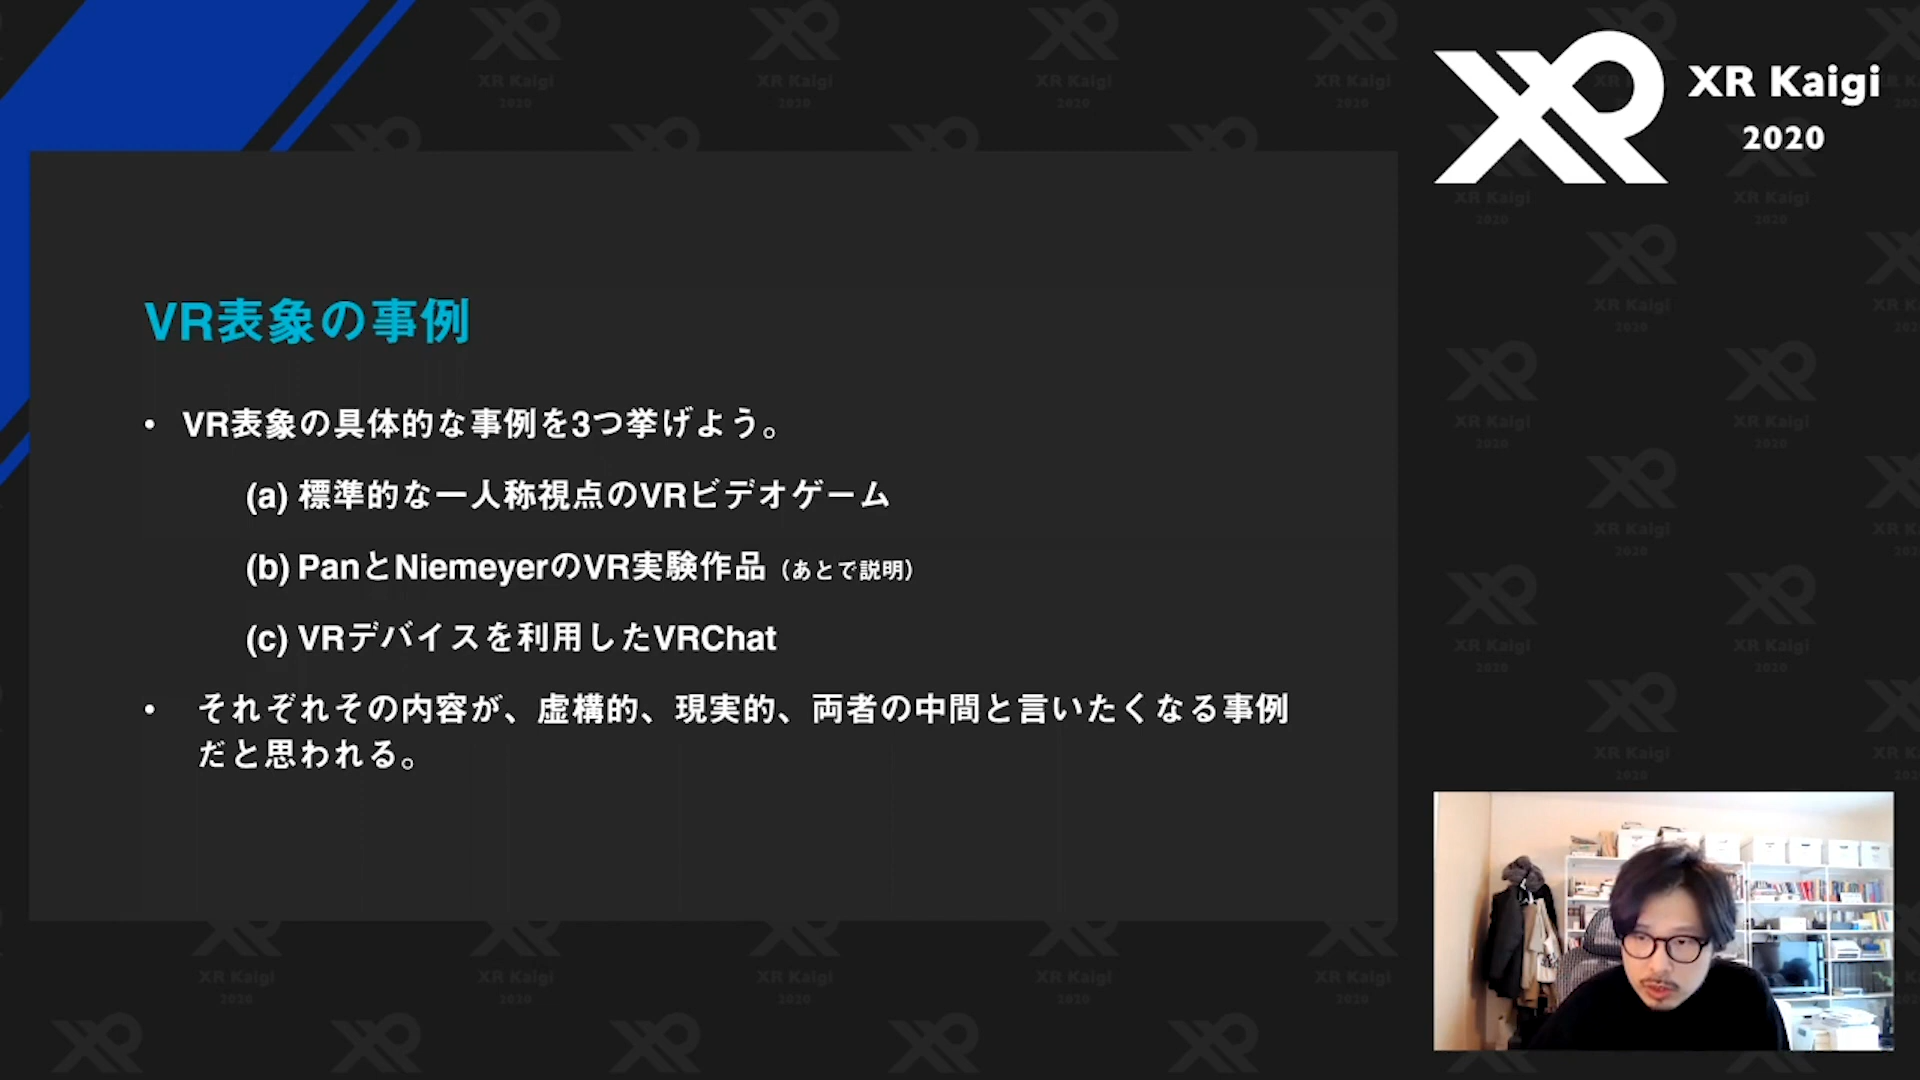 XR Kaigi
2020
VR表象の事例
• VR表象の具体的な事例を3つ挙げよう。
(a) 標準的な一人称視点のVRビデオゲーム
(b) PanとNiemeyerのVR実験作品（あとで説明）
(c) VRデバイスを利用したVRChat
• それぞれその内容が、虚構的、現実的、両者の中間と言いたくなる事例
だと思われる。